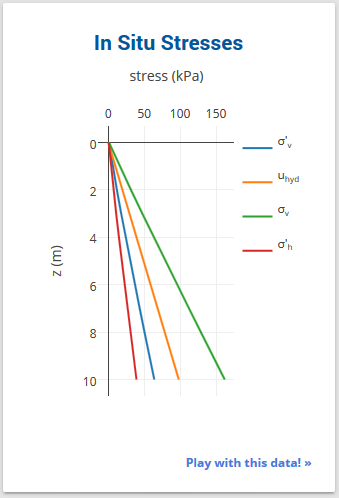 In Situ Stresses
stress (kPa)
0 50 100 150
0
2
4
6
8
10
z (m)
σ'v
uhyd
σv
σ'h
Play with this data! »